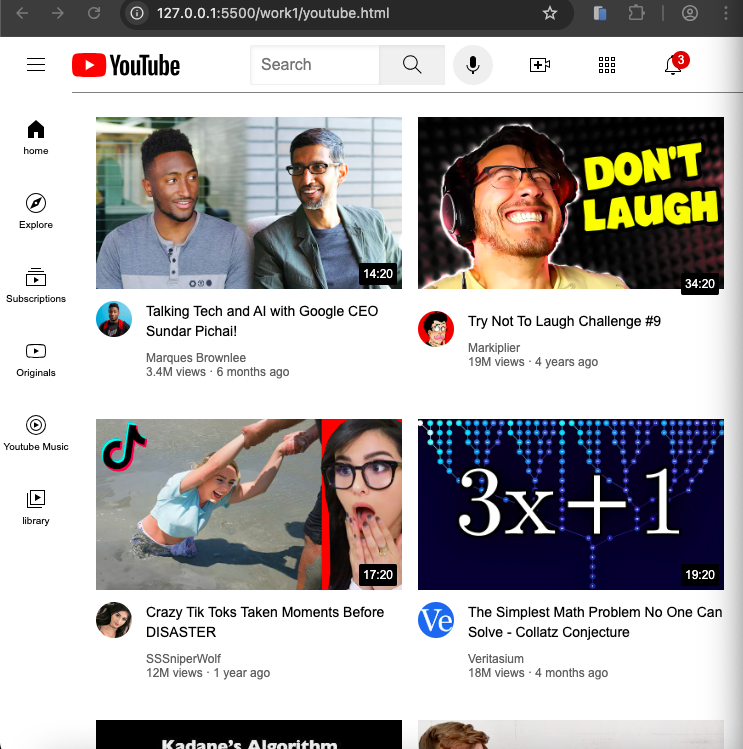 127.0.0.1:5500/work1/youtube.html
YouTube
Search
3
home
Explore
Subscriptions
Originals
Youtube Music
library
14:20
Talking Tech and AI with Google CEO
Sundar Pichai!
Marques Brownlee
3.4M views · 6 months ago
DON'T
LAUGH
34:20
Try Not To Laugh Challenge #9
Markiplier
19M views · 4 years ago
17:20
Crazy Tik Toks Taken Moments Before
DISASTER
SSSniperWolf
12M views · 1 year ago
3x+1
19:20
Ve
The Simplest Math Problem No One Can
Solve - Collatz Conjecture
Veritasium
18M views · 4 months ago
Kadane's Algorithm